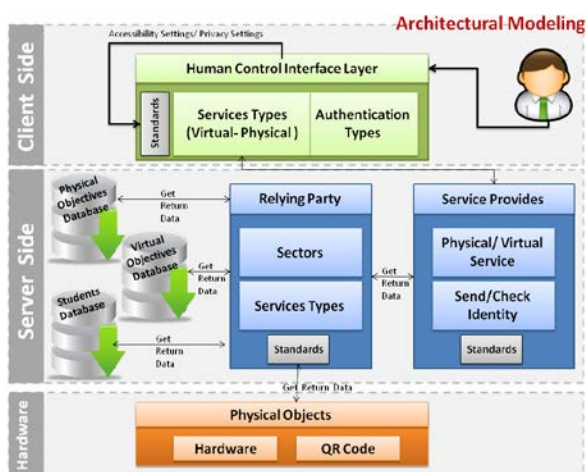 Architectural Modeling
Client Side
Accessibility Settings/ Privacy Settings
Human Control Interface Layer
Standards
Services Types
(Virtual- Physical )
Authentication
Types
Server Side
Physical
Objectives
Database
Get
Return
Data
Virtual
Objectives
Database
Get
Return
Data
Students
Database
Get
Return
Data
Relying Party
Sectors
Services Types
Standards
Get
Return
Data
Service Provides
Physical/ Virtual
Service
Send/Check
Identity
Standards
Get Return Data
Hardware
Physical Objects
Hardware
QR Code